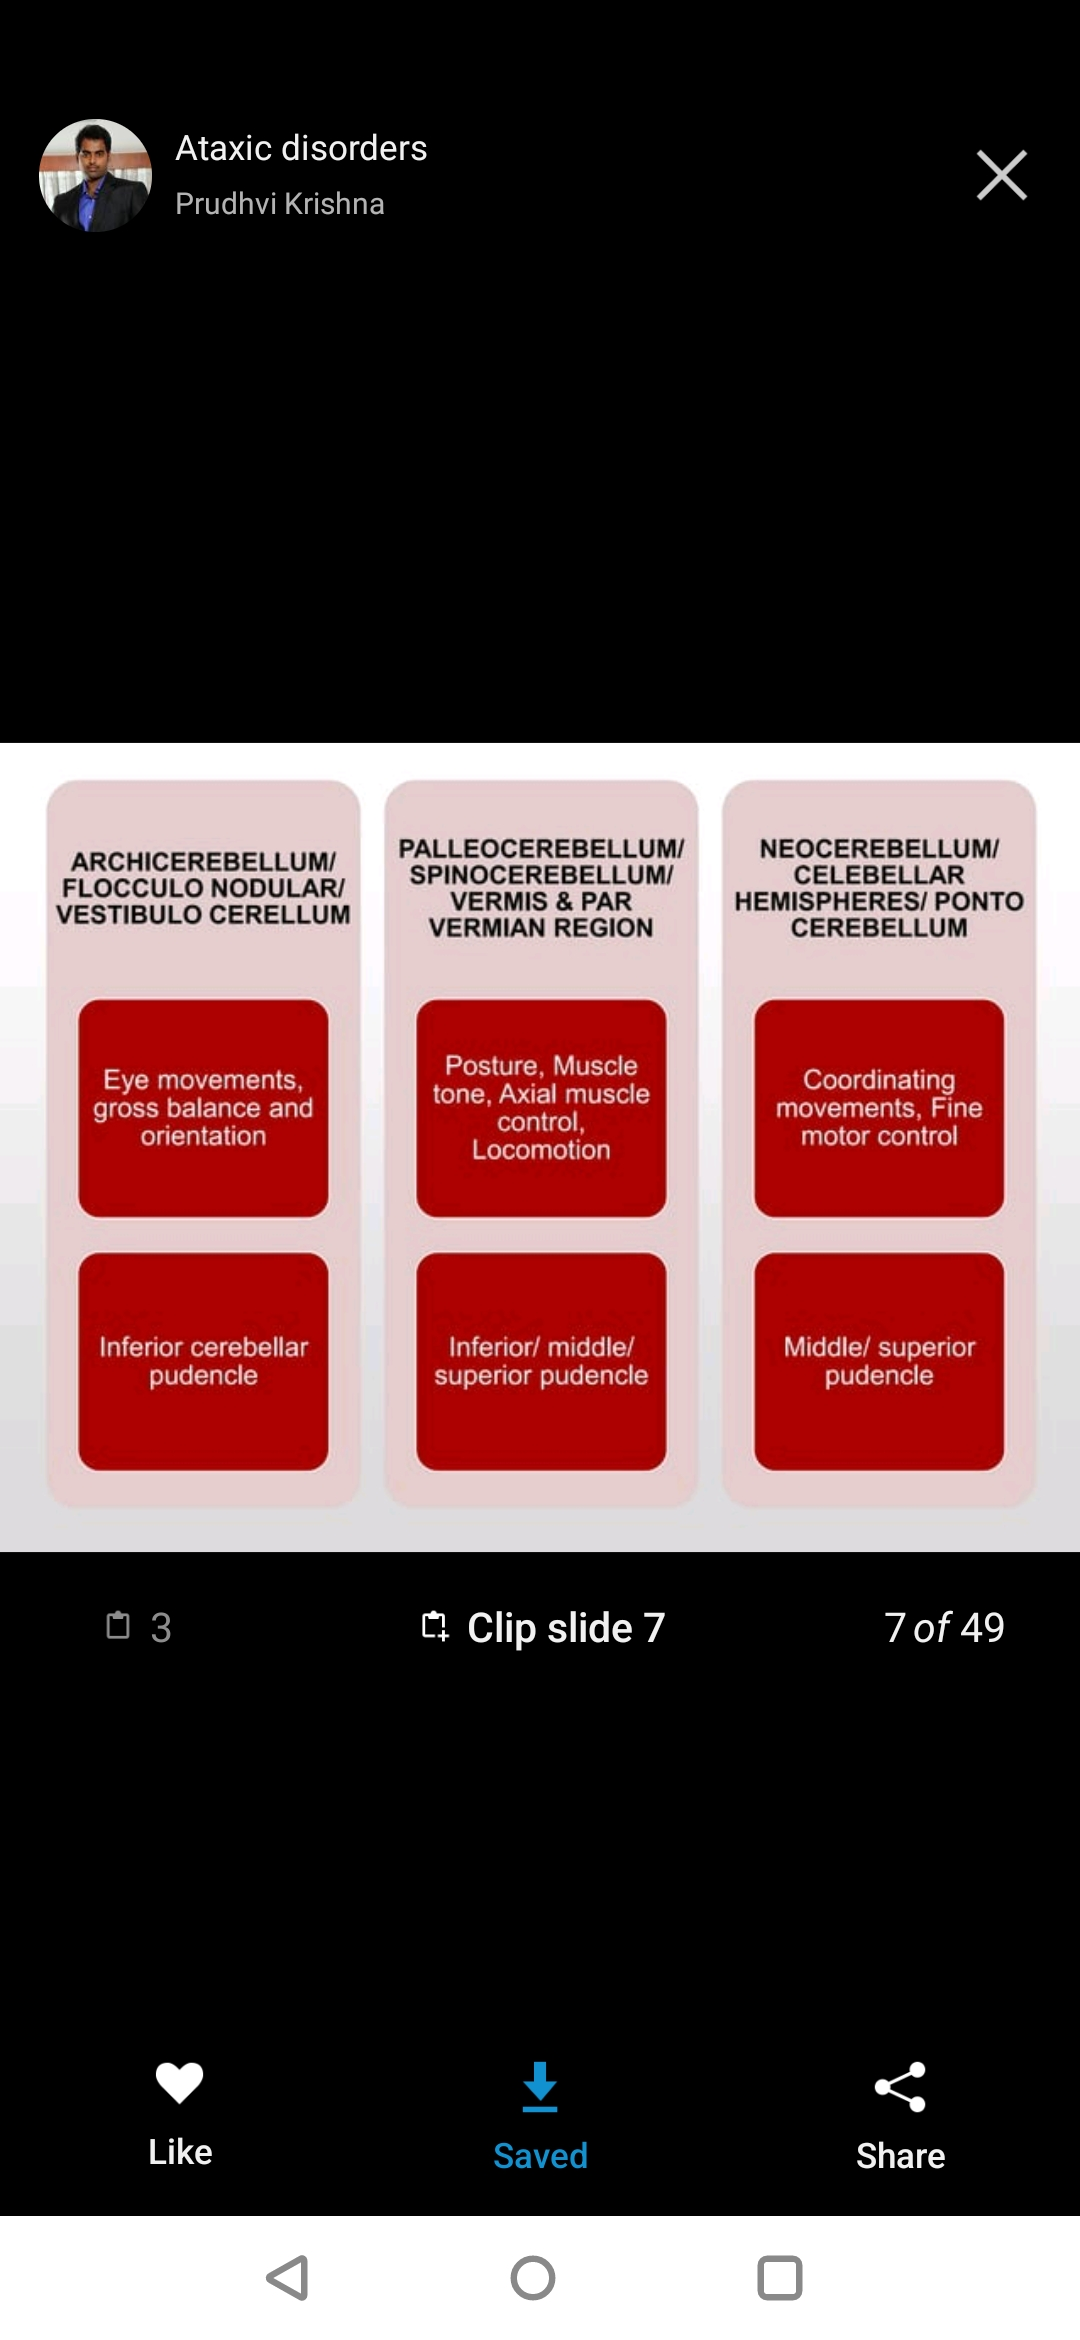 Ataxic disorders
Prudhvi Krishna
ARCHICEREBELLUM/
FLOCCULO NODULAR/
VESTIBULO CERELLUM
Eye movements,
gross balance and
orientation
Inferior cerebellar
pudencle
PALLEOCEREBELLUM/
SPINOCEREBELLUM/
VERMIS & PAR
VERMIAN REGION
Posture, Muscle
tone, Axial muscle
control,
Locomotion
Inferior/ middle/
superior pudencle
NEOCEREBELLUM/
CELEBELLAR
HEMISPHERES/ PONTO
CEREBELLUM
Coordinating
movements, Fine
motor control
Middle/ superior
pudencle
3
Clip slide 7
7 of 49
Like
Saved
Share